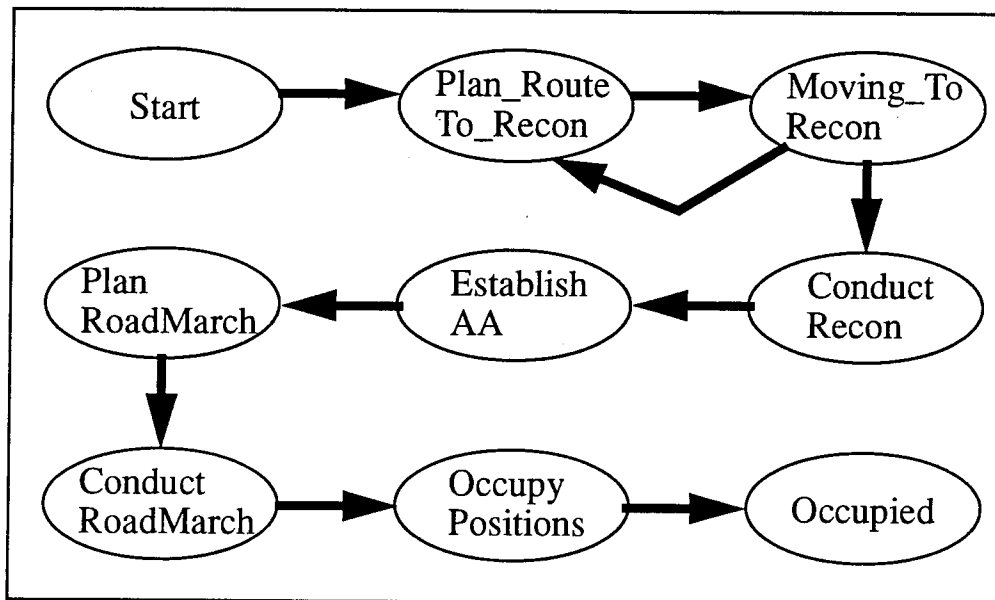 Start
Plan_Route
To_Recon
Moving_To
Recon
Plan
RoadMarch
Establish
AA
Conduct
Recon
Conduct
RoadMarch
Occupy
Positions
Occupied